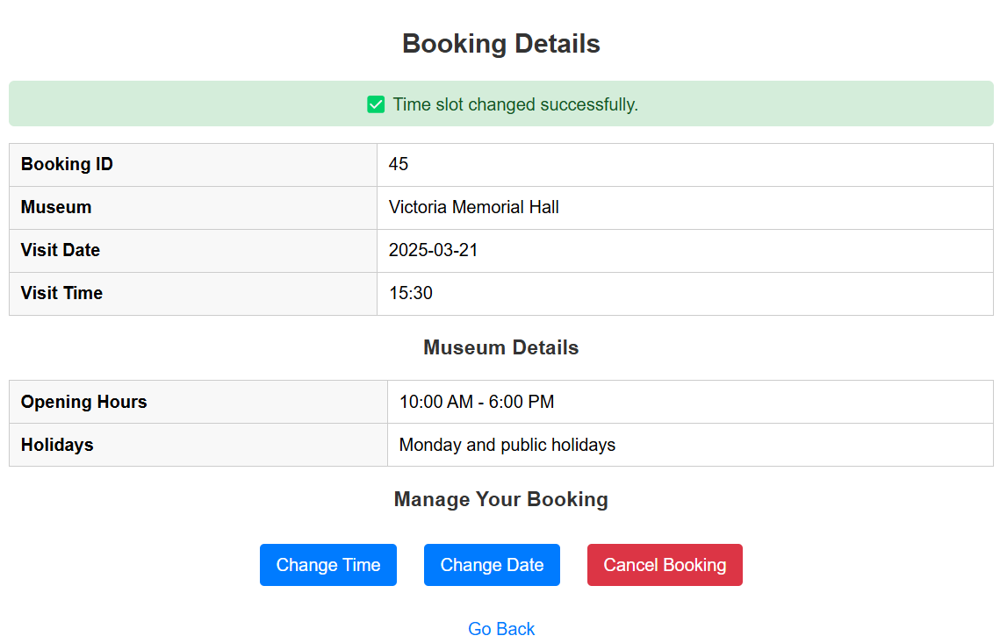 Booking Details
✅ Time slot changed successfully.
Booking ID 45
Museum Victoria Memorial Hall
Visit Date 2025-03-21
Visit Time 15:30
Museum Details
Opening Hours 10:00 AM - 6:00 PM
Holidays Monday and public holidays
Manage Your Booking
Change Time Change Date Cancel Booking
Go Back